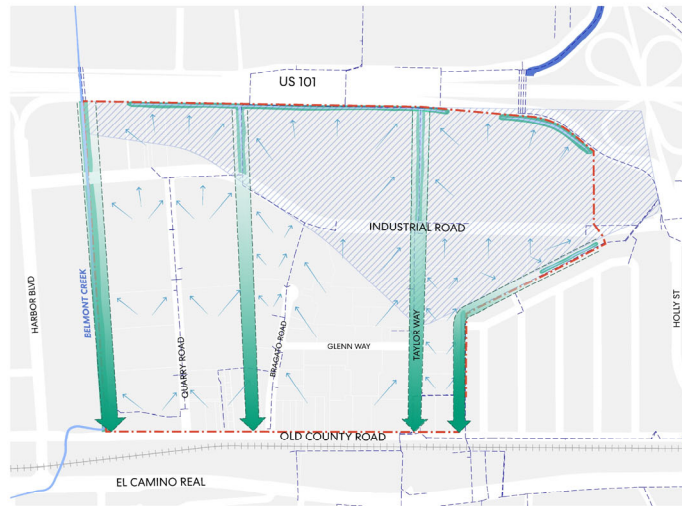 US 101
INDUSTRIAL ROAD
HARBOR BLVD
BELMONT CREEK
QUARRY ROAD
BRAGATO ROAD
GLENN WAY
TAYLOR WAY
HOLLY ST
OLD COUNTY ROAD
EL CAMINO REAL